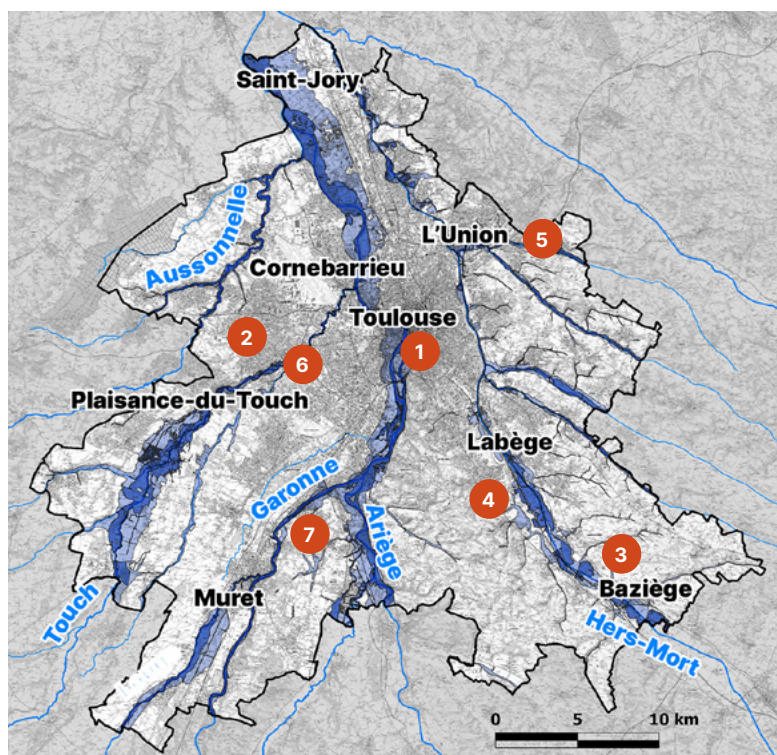 Saint-Jory
Aussonnelle
L'Union
5
Cornebarrieu
Toulouse
2
1
6
Plaisance-du-Touch
Labège
Garonne
4
Ariège
7
3
Muret
Baziège
Touch
Hers-Mort
0 5 10 km